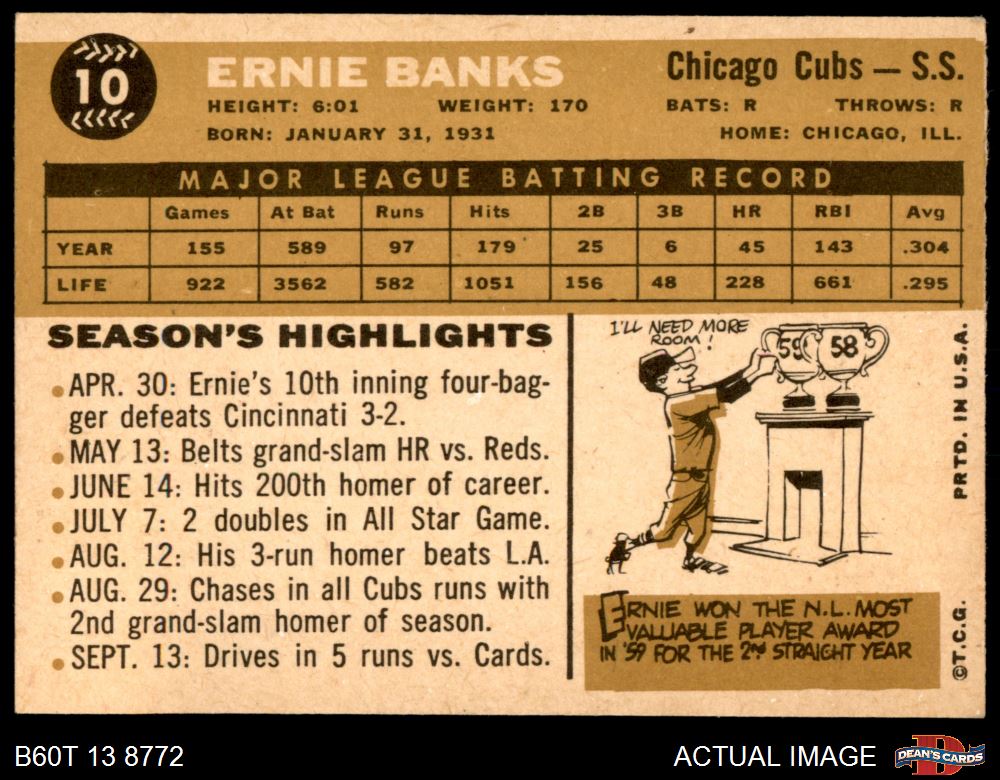 10
ERNIE BANKS
Chicago Cubs — S.S.
HEIGHT: 6:01 WEIGHT: 170 BATS: R THROWS: R
BORN: JANUARY 31, 1931 HOME: CHICAGO, ILL.
MAJOR LEAGUE BATTING RECORD
Games At Bat Runs Hits 2B 3B HR RBI Avg
YEAR 155 589 97 179 25 6 45 143 .304
LIFE 922 3562 582 1051 156 48 228 661 .295
SEASON'S HIGHLIGHTS
• APR. 30: Ernie's 10th inning four-bag-
ger defeats Cincinnati 3-2.
• MAY 13: Belts grand-slam HR vs. Reds.
• JUNE 14: Hits 200th homer of career.
• JULY 7: 2 doubles in All Star Game.
• AUG. 12: His 3-run homer beats L.A.
• AUG. 29: Chases in all Cubs runs with
2nd grand-slam homer of season.
• SEPT. 13: Drives in 5 runs vs. Cards.
I'LL NEED MORE
ROOM!
59 58
ERNIE WON THE N.L. MOST
VALUABLE PLAYER AWARD
IN '59 FOR THE 2nd STRAIGHT YEAR
PRTD. IN U.S.A.
©T.C.G.
B60T 13 8772
ACTUAL IMAGE
D
DEAN'S CARDS